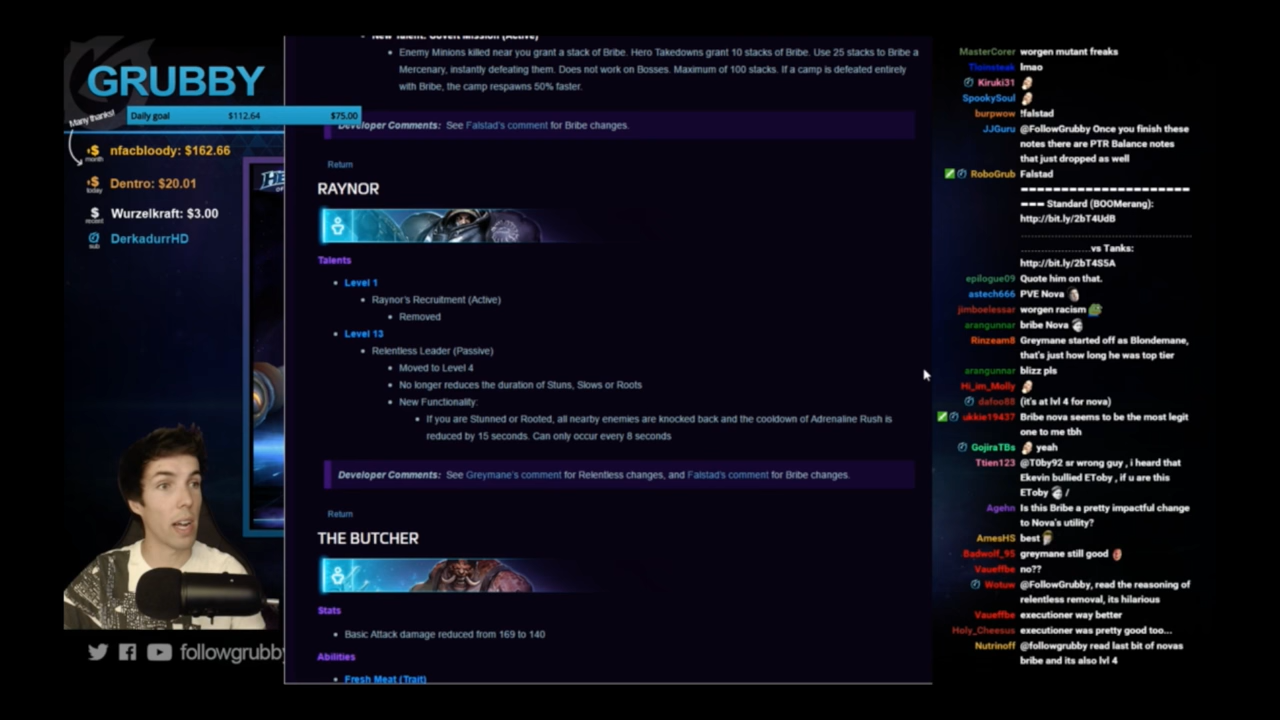 GRUBBY
Many thanks!
Daily goal $112.64 $75.00
month nfacbloody: $162.66
today Dentro: $20.01
recent Wurzelkraft: $3.00
sub DerkadurrHD
followgrubby
New Talent: Covert Mission (Active)
Enemy Minions killed near you grant a stack of Bribe. Hero Takedowns grant 10 stacks of Bribe. Use 25 stacks to Bribe a
Mercenary, instantly defeating them. Does not work on Bosses. Maximum of 100 stacks. If a camp is defeated entirely
with Bribe, the camp respawns 50% faster.
Developer Comments: See Falstad's comment for Bribe changes.
Return
RAYNOR
Talents
Level 1
Raynor's Recruitment (Active)
Removed
Level 13
Relentless Leader (Passive)
Moved to Level 4
No longer reduces the duration of Stuns, Slows or Roots
New Functionality:
If you are Stunned or Rooted, all nearby enemies are knocked back and the cooldown of Adrenaline Rush is
reduced by 15 seconds. Can only occur every 8 seconds
Developer Comments: See Greymane's comment for Relentless changes, and Falstad's comment for Bribe changes.
Return
THE BUTCHER
Stats
Basic Attack damage reduced from 169 to 140
Abilities
Fresh Meat (Trait)
MasterCorer worgen mutant freaks
lmao
Kiruki31
SpookySoul
burpwow !falstad
JJGuru @FollowGrubby Once you finish these
notes there are PTR Balance notes
that just dropped as well
RoboGrub Falstad
Standard (BOOMerang):
http://bit.ly/2bT4UdB
vs Tanks:
http://bit.ly/2bT4S5A
epilogue09 Quote him on that.
astech666 PVE Nova
jimboelessar worgen racism
arangunnar bribe Nova
Rinzeam8 Greymane started off as Blondemane,
that's just how long he was top tier
arangunnar blizz pls
Hi_im_Molly
dafoo88 (it's at lvl 4 for nova)
ukkie19437 Bribe nova seems to be the most legit
one to me tbh
GojiraTBs yeah
Ttien123 @T0by92 sr wrong guy , i heard that
Ekevin bullied EToby , if u are this
EToby /
Agehn Is this Bribe a pretty impactful change
to Nova's utility?
AmesHS best
Badwolf_95 greymane still good
Vaueffbe no??
Wotuw @FollowGrubby, read the reasoning of
relentless removal, its hilarious
Vaueffbe executioner way better
Holy_Cheesus executioner was pretty good too...
Nutrinoff @followgrubby read last bit of novas
bribe and its also lvl 4